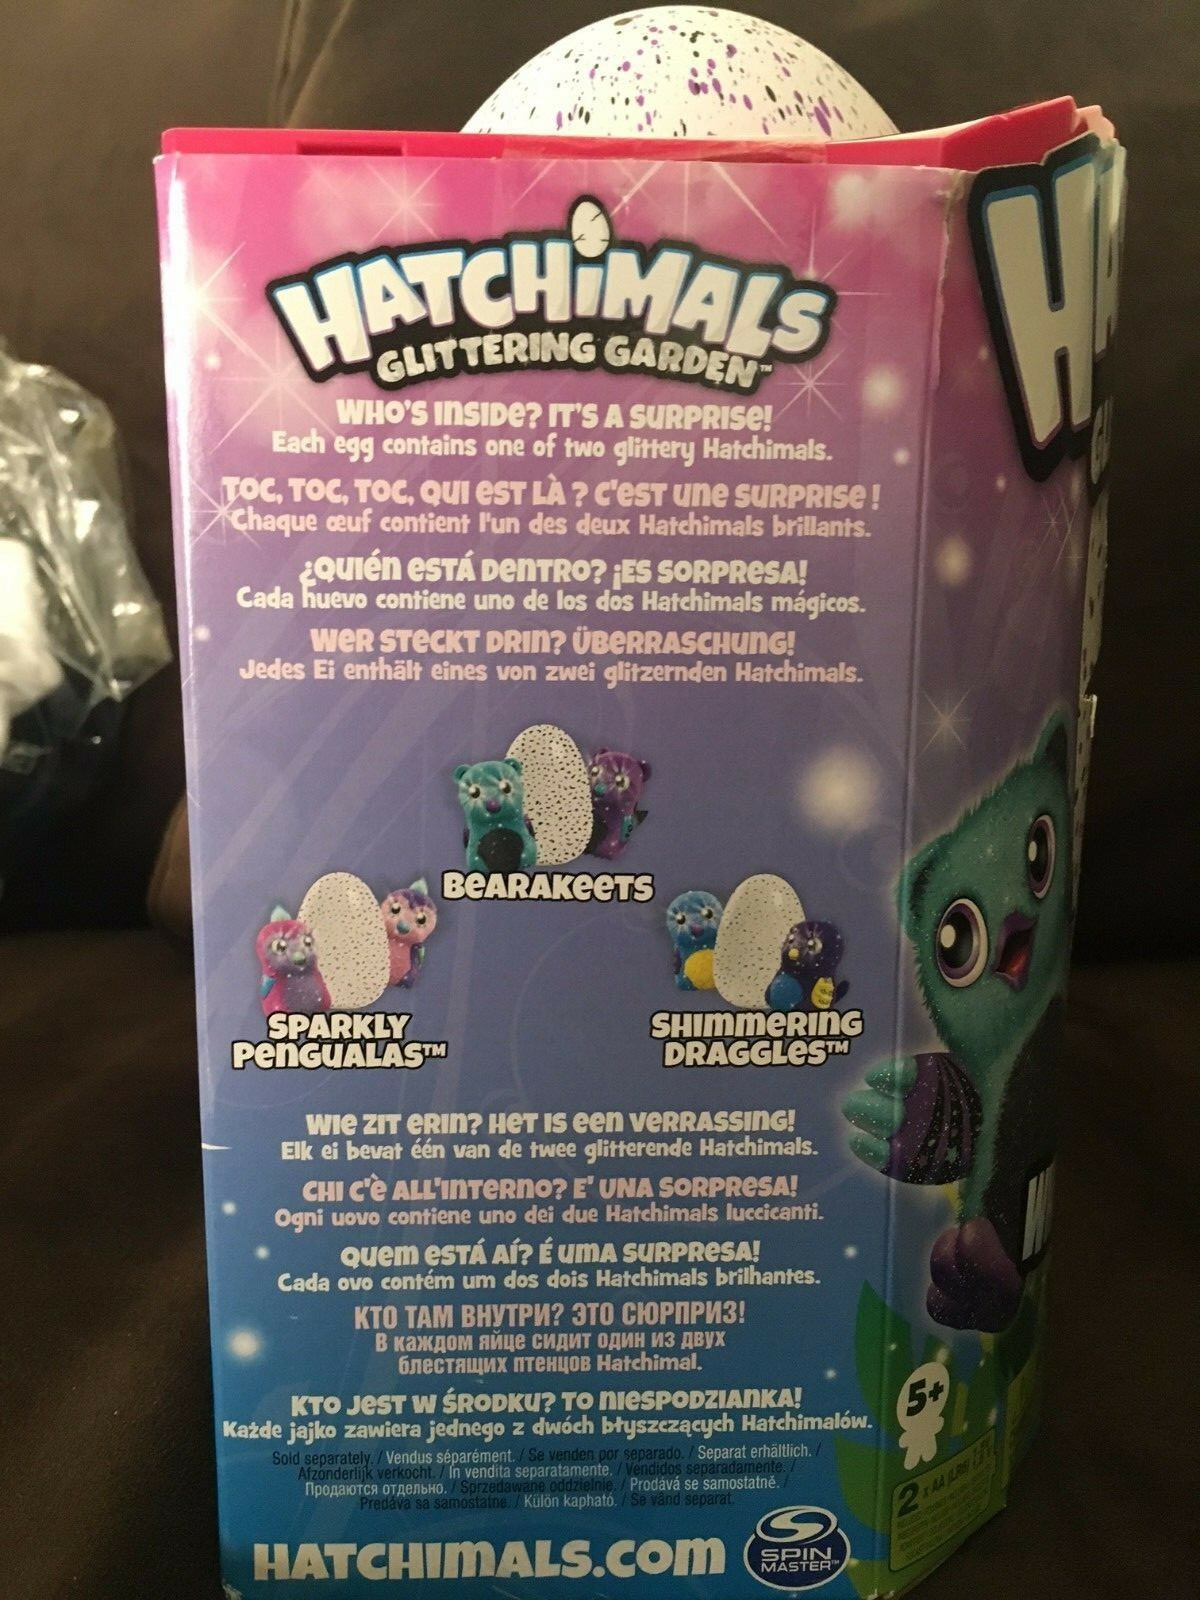 HATCHiMALS
GLITTERING GARDEN™
WHO'S INSIDE? IT'S A SURPRISE!
Each egg contains one of two glittery Hatchimals.
TOC, TOC, TOC, QUI EST LÀ ? C'EST UNE SURPRISE !
Chaque œuf contient l'un des deux Hatchimals brillants.
¿QUIÉN ESTÁ DENTRO? ¡ES SORPRESA!
Cada huevo contiene uno de los dos Hatchimals mágicos.
WER STECKT DRIN? ÜBERRASCHUNG!
Jedes Ei enthält eines von zwei glitzernden Hatchimals.
BEARAKEETS
SPARKLY
PENGUALAS™
SHIMMERING
DRAGGLES™
WIE ZIT ERIN? HET IS EEN VERRASSING!
Elk ei bevat één van de twee glitterende Hatchimals.
CHI C'È ALL'INTERNO? E' UNA SORPRESA!
Ogni uovo contiene uno dei due Hatchimals luccicanti.
QUEM ESTÁ AÍ? É UMA SURPRESA!
Cada ovo contém um dos dois Hatchimals brilhantes.
КТО ТАМ ВНУТРИ? ЭТО СЮРПРИЗ!
В каждом яйце сидит один из двух
блестящих птенцов Hatchimal.
KTO JEST W ŚRODKU? TO NIESPODZIANKA!
Każde jajko zawiera jednego z dwóch błyszczących Hatchimalów.
Sold separately. / Vendus séparément. / Se venden por separado. / Separat erhältlich. /
Afzonderlijk verkocht. / In vendita separatamente. / Vendidos separadamente. /
Продаются отдельно. / Sprzedawane oddzielnie. / Prodává se samostatně. /
Predáva sa samostatne. / Külön kapható. / Se vând separat.
HATCHIMALS.COM
SPIN
MASTER™
H
5+
2 x AA (LR6)